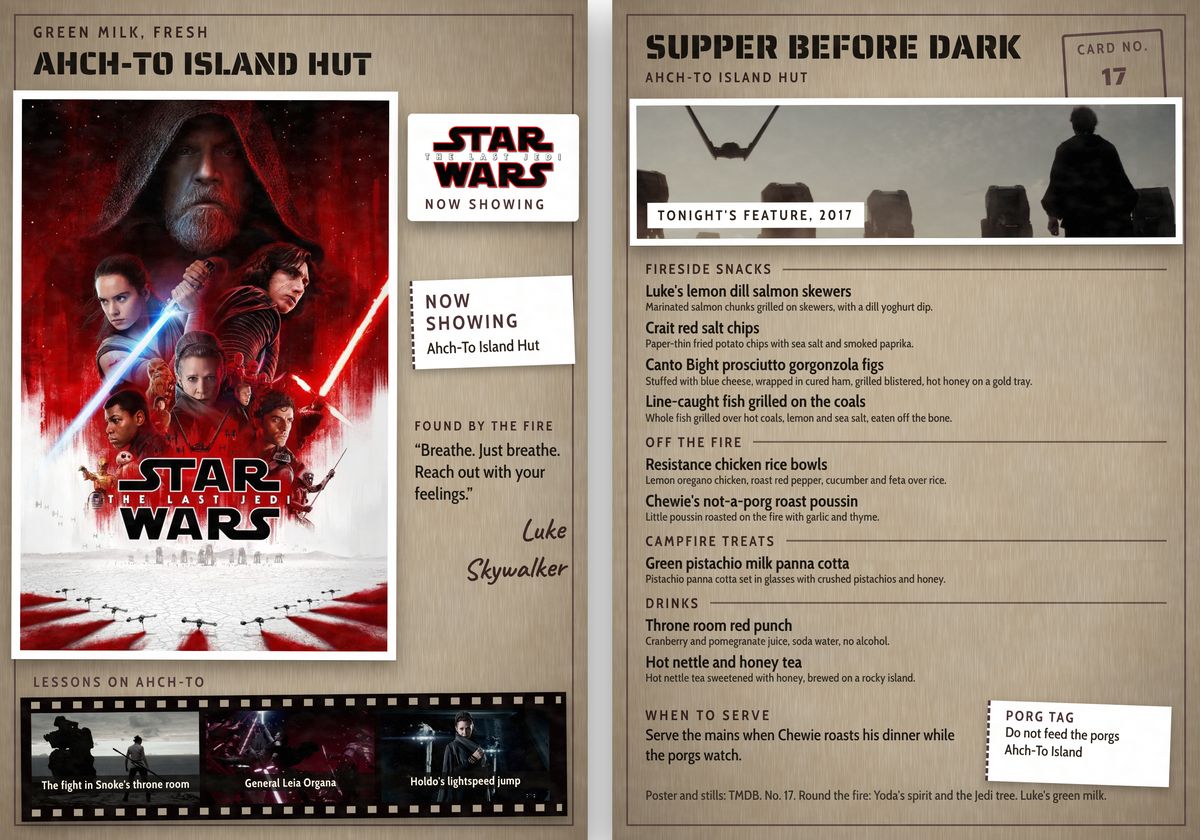 GREEN MILK, FRESH
AHCH-TO ISLAND HUT
STAR
THE LAST JEDI
WARS
NOW SHOWING
NOW
SHOWING
Ahch-To Island Hut
FOUND BY THE FIRE
“Breathe. Just breathe.
Reach out with your
feelings.”
Luke
Skywalker
STAR
THE LAST JEDI
WARS
LESSONS ON AHCH-TO
The fight in Snoke's throne room
General Leia Organa
Holdo's lightspeed jump
SUPPER BEFORE DARK
AHCH-TO ISLAND HUT
CARD NO.
17
TONIGHT'S FEATURE, 2017
FIRESIDE SNACKS
Luke's lemon dill salmon skewers
Marinated salmon chunks grilled on skewers, with a dill yoghurt dip.
Crait red salt chips
Paper-thin fried potato chips with sea salt and smoked paprika.
Canto Bight prosciutto gorgonzola figs
Stuffed with blue cheese, wrapped in cured ham, grilled blistered, hot honey on a gold tray.
Line-caught fish grilled on the coals
Whole fish grilled over hot coals, lemon and sea salt, eaten off the bone.
OFF THE FIRE
Resistance chicken rice bowls
Lemon oregano chicken, roast red pepper, cucumber and feta over rice.
Chewie's not-a-porg roast poussin
Little poussin roasted on the fire with garlic and thyme.
CAMPFIRE TREATS
Green pistachio milk panna cotta
Pistachio panna cotta set in glasses with crushed pistachios and honey.
DRINKS
Throne room red punch
Cranberry and pomegranate juice, soda water, no alcohol.
Hot nettle and honey tea
Hot nettle tea sweetened with honey, brewed on a rocky island.
WHEN TO SERVE
Serve the mains when Chewie roasts his dinner while
the porgs watch.
PORG TAG
Do not feed the porgs
Ahch-To Island
Poster and stills: TMDB. No. 17. Round the fire: Yoda's spirit and the Jedi tree. Luke's green milk.